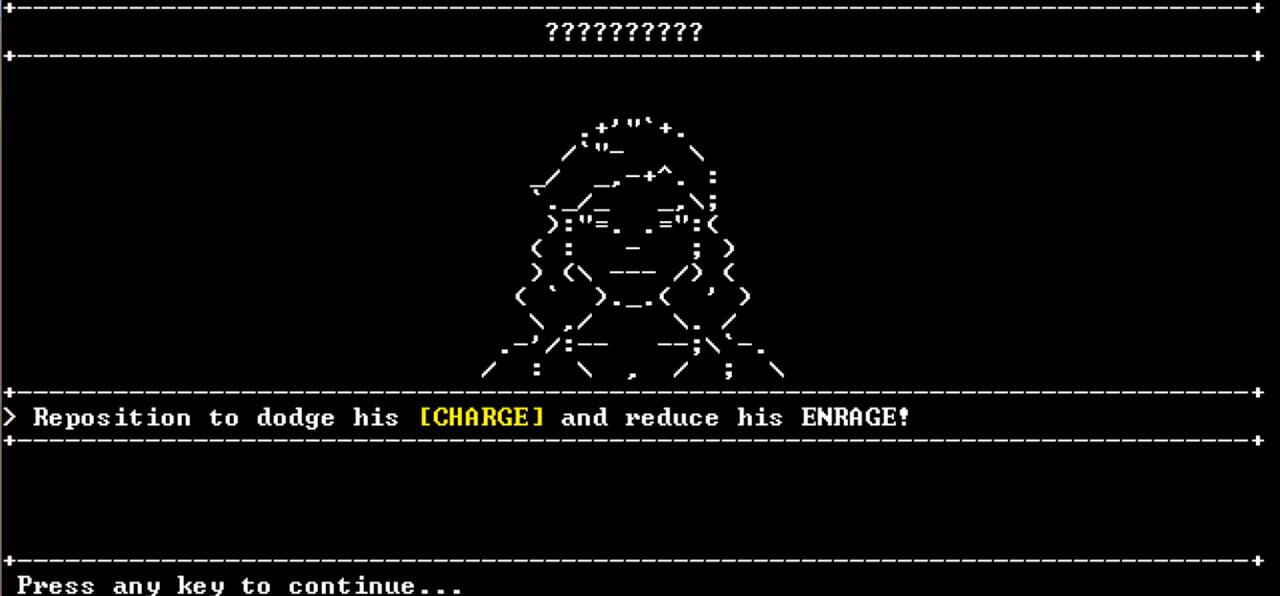 ??????????
> Reposition to dodge his [CHARGE] and reduce his ENRAGE!
Press any key to continue...